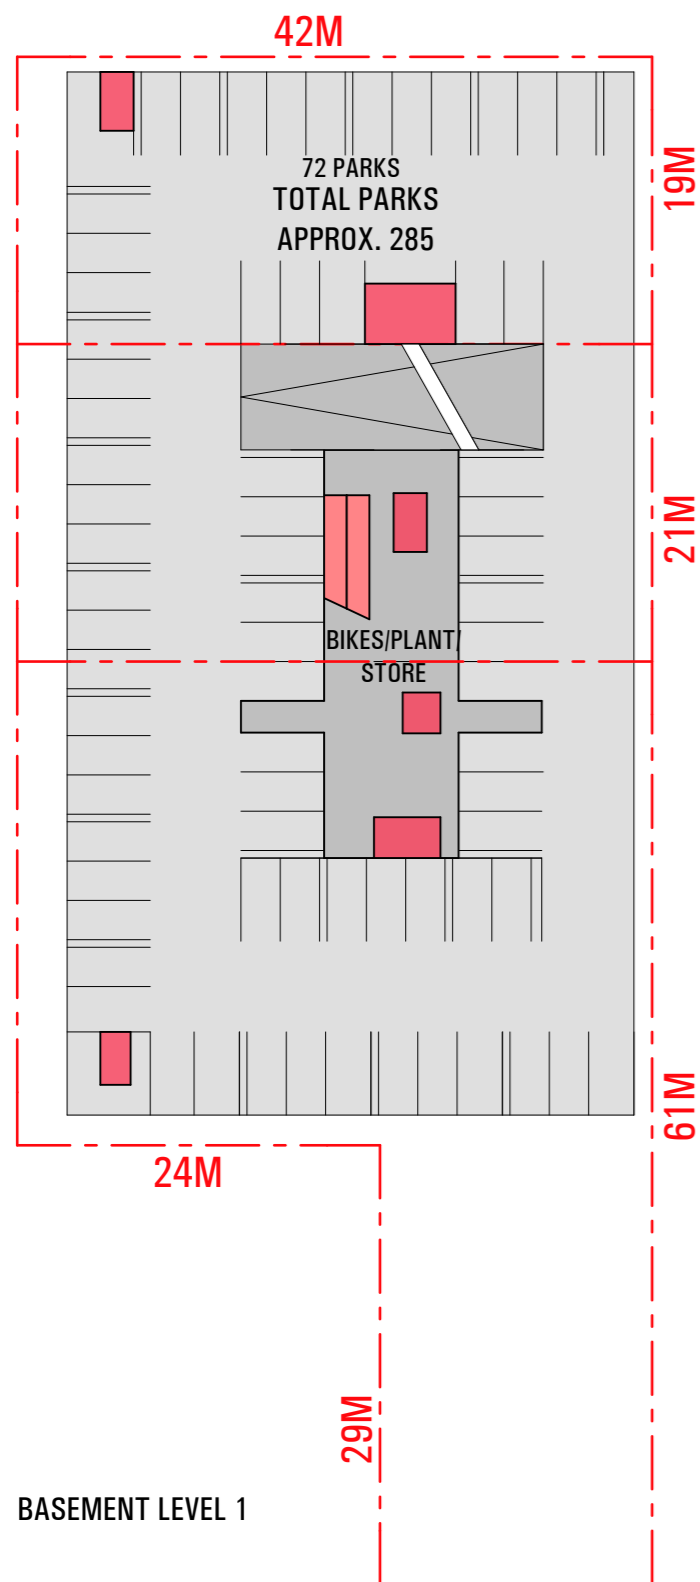 42M
19M
72 PARKS
TOTAL PARKS
APPROX. 285
21M
BIKES/PLANT/
STORE
61M
24M
29M
BASEMENT LEVEL 1